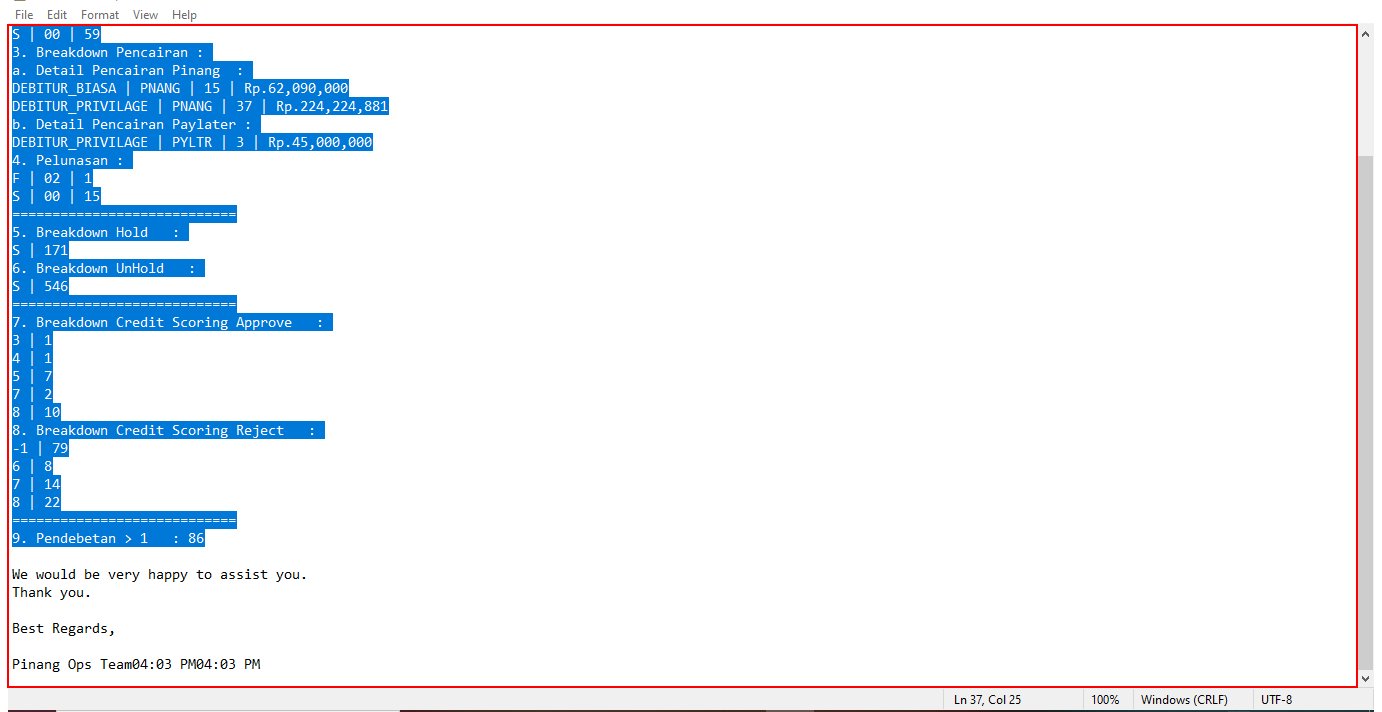 File Edit Format View Help
S | 00 | 59
3. Breakdown Pencairan :
a. Detail Pencairan Pinang  :
DEBITUR_BIASA | PNANG | 15 | Rp.62,090,000
DEBITUR_PRIVILAGE | PNANG | 37 | Rp.224,224,881
b. Detail Pencairan Paylater :
DEBITUR_PRIVILAGE | PYLTR | 3 | Rp.45,000,000
4. Pelunasan :
F | 02 | 1
S | 00 | 15
============================
5. Breakdown Hold   :
S | 171
6. Breakdown UnHold   :
S | 546
============================
7. Breakdown Credit Scoring Approve   :
3 | 1
4 | 1
5 | 7
7 | 2
8 | 10
8. Breakdown Credit Scoring Reject   :
-1 | 79
6 | 8
7 | 14
8 | 22
============================
9. Pendebetan > 1   : 86
We would be very happy to assist you.
Thank you.
Best Regards,
Pinang Ops Team04:03 PM04:03 PM
Ln 37, Col 25 100% Windows (CRLF) UTF-8